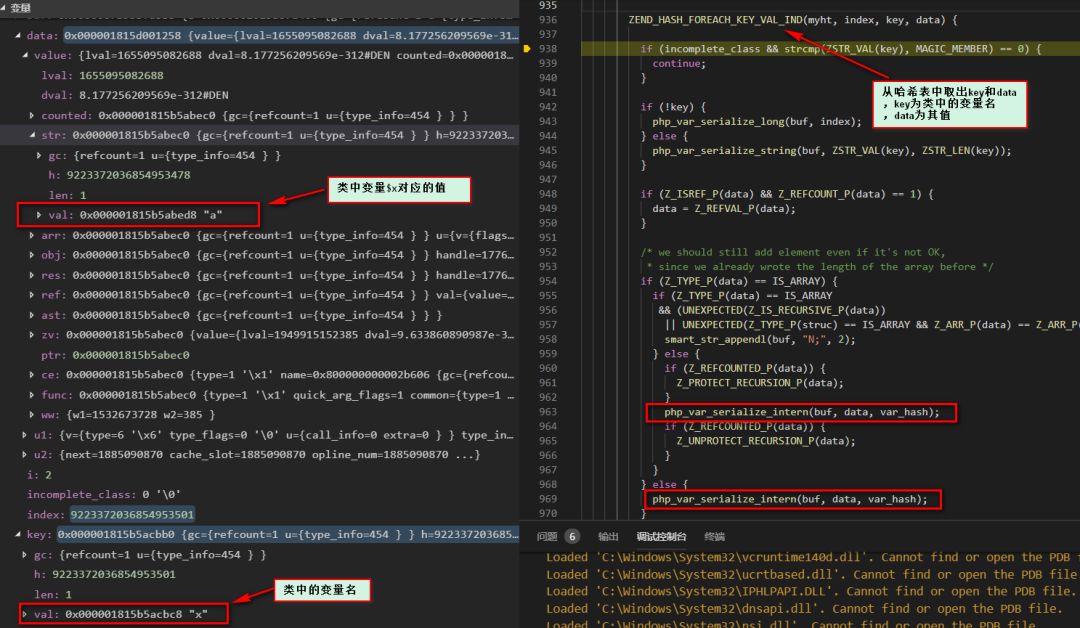 变量
data: 0x000001815d001258 {value={lval=1655095082688 dval=8.177256209569e-31…
value: {lval=1655095082688 dval=8.177256209569e-312#DEN counted=0x0000018…
lval: 1655095082688
dval: 8.177256209569e-312#DEN
counted: 0x000001815b5abec0 {gc={refcount=1 u={type_info=454 } } }
str: 0x000001815b5abec0 {gc={refcount=1 u={type_info=454 } } h=922337203…
gc: {refcount=1 u={type_info=454 } }
h: 9223372036854953478
len: 1
val: 0x000001815b5abed8 "a"
arr: 0x000001815b5abec0 {gc={refcount=1 u={type_info=454 } } u={v={flags…
obj: 0x000001815b5abec0 {gc={refcount=1 u={type_info=454 } } handle=1776…
res: 0x000001815b5abec0 {gc={refcount=1 u={type_info=454 } } handle=1776…
ref: 0x000001815b5abec0 {gc={refcount=1 u={type_info=454 } } val={value=…
ast: 0x000001815b5abec0 {gc={refcount=1 u={type_info=454 } } }
zv: 0x000001815b5abec0 {value={lval=1949915152385 dval=9.633860890987e-3…
ptr: 0x000001815b5abec0
ce: 0x000001815b5abec0 {type=1 '\x1' name=0x800000000002b606 {gc={refcou…
func: 0x000001815b5abec0 {type=1 '\x1' quick_arg_flags=1 common={type=1 …
ww: {w1=1532673728 w2=385 }
u1: {v={type=6 '\x6' type_flags=0 '\0' u={call_info=0 extra=0 } } type_in…
u2: {next=1885090870 cache_slot=1885090870 opline_num=1885090870 ...}
i: 2
incomplete_class: 0 '\0'
index: 9223372036854953501
key: 0x000001815b5acbb0 {gc={refcount=1 u={type_info=454 } } h=922337203685…
gc: {refcount=1 u={type_info=454 } }
h: 9223372036854953501
len: 1
val: 0x000001815b5acbc8 "x"
类中变量$x对应的值
类中的变量名
935
936 ZEND_HASH_FOREACH_KEY_VAL_IND(myht, index, key, data) {
937
938 if (incomplete_class && strcmp(ZSTR_VAL(key), MAGIC_MEMBER) == 0) {
939 continue;
940 }
941
942 if (!key) {
943 php_var_serialize_long(buf, index);
944 } else {
945 php_var_serialize_string(buf, ZSTR_VAL(key), ZSTR_LEN(key));
946 }
947
948 if (Z_ISREF_P(data) && Z_REFCOUNT_P(data) == 1) {
949 data = Z_REFVAL_P(data);
950 }
951
952 /* we should still add element even if it's not OK,
953 * since we already wrote the length of the array before */
954 if (Z_TYPE_P(data) == IS_ARRAY) {
955 if (Z_TYPE_P(data) == IS_ARRAY
956 && (UNEXPECTED(Z_IS_RECURSIVE_P(data))
957 || UNEXPECTED(Z_TYPE_P(struc) == IS_ARRAY && Z_ARR_P(data) == Z_ARR_P(
958 smart_str_appendl(buf, "N;", 2);
959 } else {
960 if (Z_REFCOUNTED_P(data)) {
961 Z_PROTECT_RECURSION_P(data);
962 }
963 php_var_serialize_intern(buf, data, var_hash);
964 if (Z_REFCOUNTED_P(data)) {
965 Z_UNPROTECT_RECURSION_P(data);
966 }
967 }
968 } else {
969 php_var_serialize_intern(buf, data, var_hash);
970 }
从哈希表中取出key和data
，key为类中的变量名
，data为其值
问题 6 输出 调试控制台 终端
Loaded 'C:\Windows\System32\vcruntime140d.dll'. Cannot find or open the PDB f
Loaded 'C:\Windows\System32\ucrtbased.dll'. Cannot find or open the PDB file
Loaded 'C:\Windows\System32\IPHLPAPI.DLL'. Cannot find or open the PDB file.
Loaded 'C:\Windows\System32\dnsapi.dll'. Cannot find or open the PDB file.
Loaded 'C:\Windows\System32\nsi.dll'. Cannot find or open the PDB file.